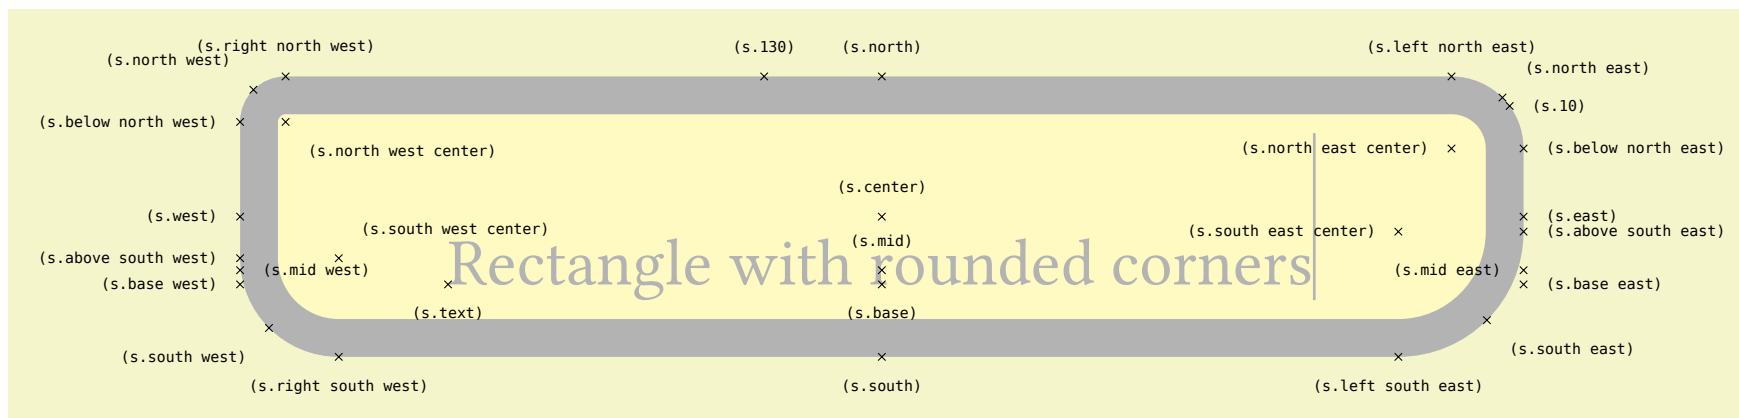 (s.right north west)
(s.130)
(s.north)
(s.left north east)
(s.north west)
(s.north east)
(s.10)
(s.below north west)
(s.north west center)
(s.north east center)
(s.below north east)
(s.center)
(s.west)
(s.east)
(s.south west center)
(s.south east center)
(s.above south east)
(s.mid)
(s.above south west)
Rectangle with rounded corners
(s.mid west)
(s.mid east)
(s.base west)
(s.base east)
(s.text)
(s.base)
(s.south west)
(s.south east)
(s.right south west)
(s.south)
(s.left south east)